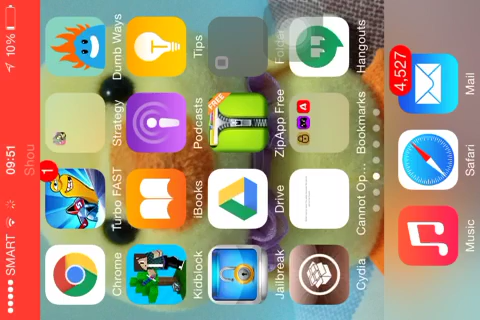 SMART 09:51 10%
Shou
1
Chrome Turbo FAST Strategy Dumb Ways
FREE
Kidblock iBooks Podcasts Tips
Jailbreak Drive ZipApp Free Folder
Cydia Cannot Op... Bookmarks Hangouts
4,527
Music Safari Mail